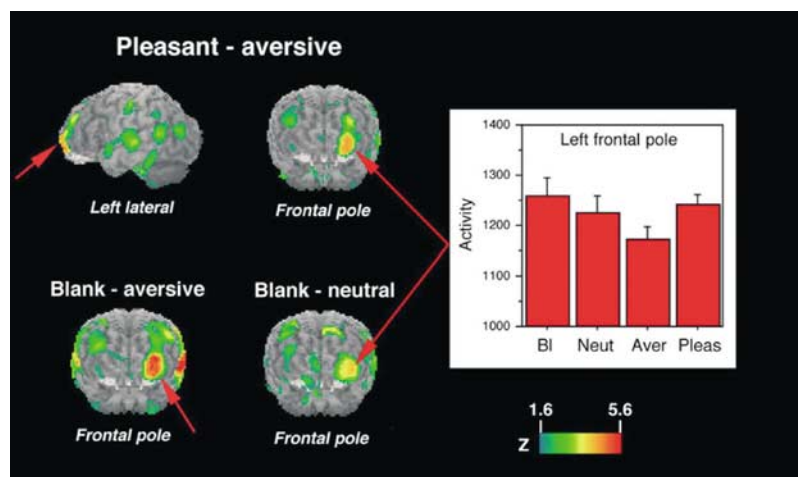 Pleasant - aversive
Left lateral
Frontal pole
Blank - aversive
Blank - neutral
Frontal pole
Frontal pole
Left frontal pole
Activity
1400
1300
1200
1100
1000
Bl Neut Aver Pleas
1.6 5.6
Z